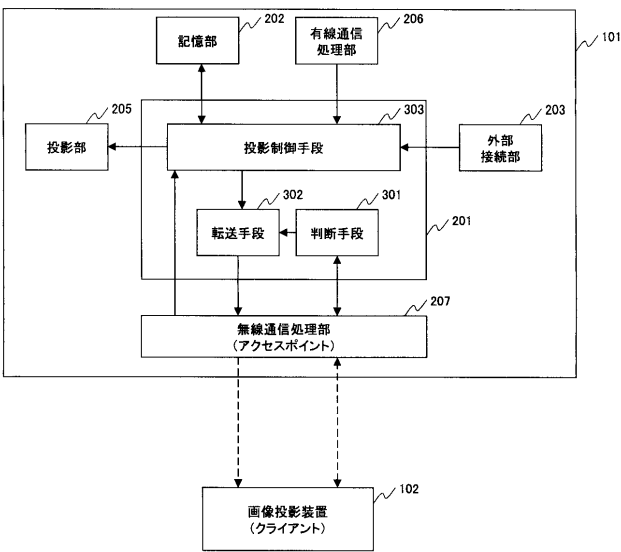 202
206
101
記憶部
有線通信
処理部
205
303
203
投影部
投影制御手段
外部
接続部
302
301
転送手段
判断手段
201
207
無線通信処理部
(アクセスポイント)
102
画像投影装置
(クライアント)